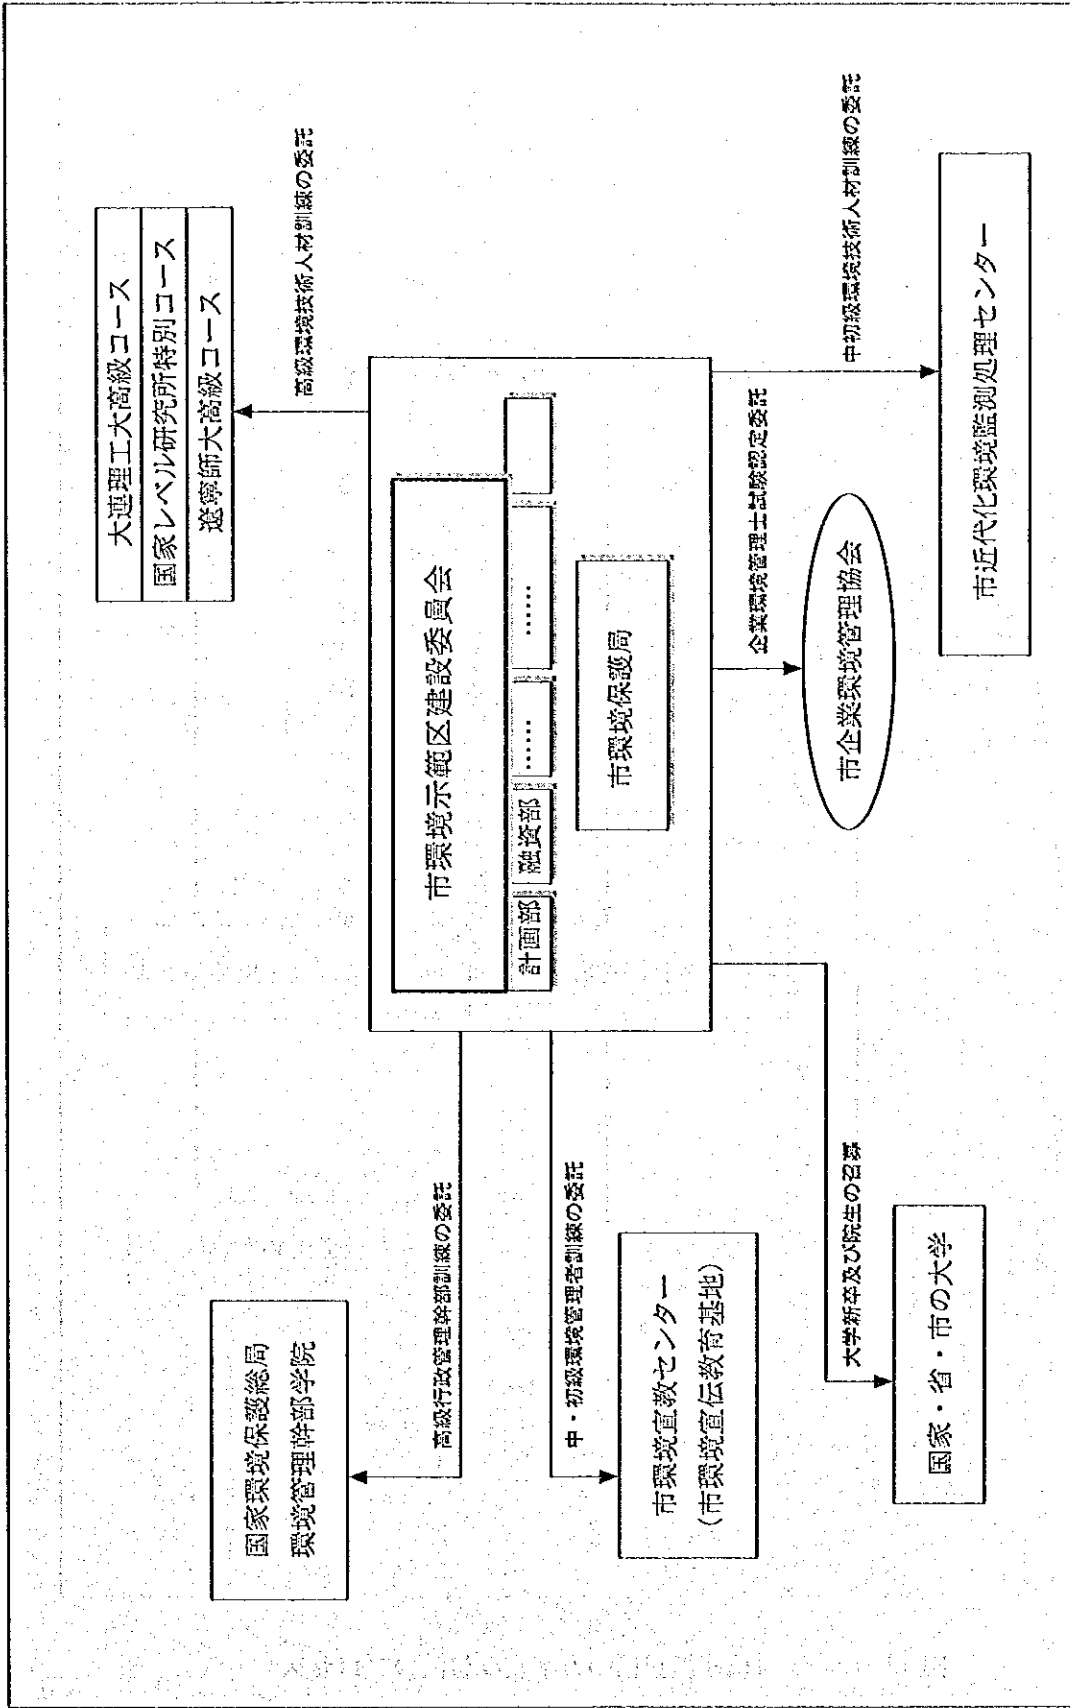 国家環境保護総局
環境管理幹部学院
高級行政管理幹部訓練の委託
中・初級環境管理者訓練の委託
市環境宣教センター
(市環境宣伝教育基地)
大学新卒及び院生の召募
国家・省・市の大学
市環境示範区建設委員会
計画部
融資部
……
……
市環境保護局
大連理工大高級コース
国家レベル研究所特別コース
遼寧師大高級コース
高級環境技術人材訓練の委託
企業環境管理士試験認定委託
市企業環境管理協会
中初級環境技術人材訓練の委託
市近代化環境監測処理センター